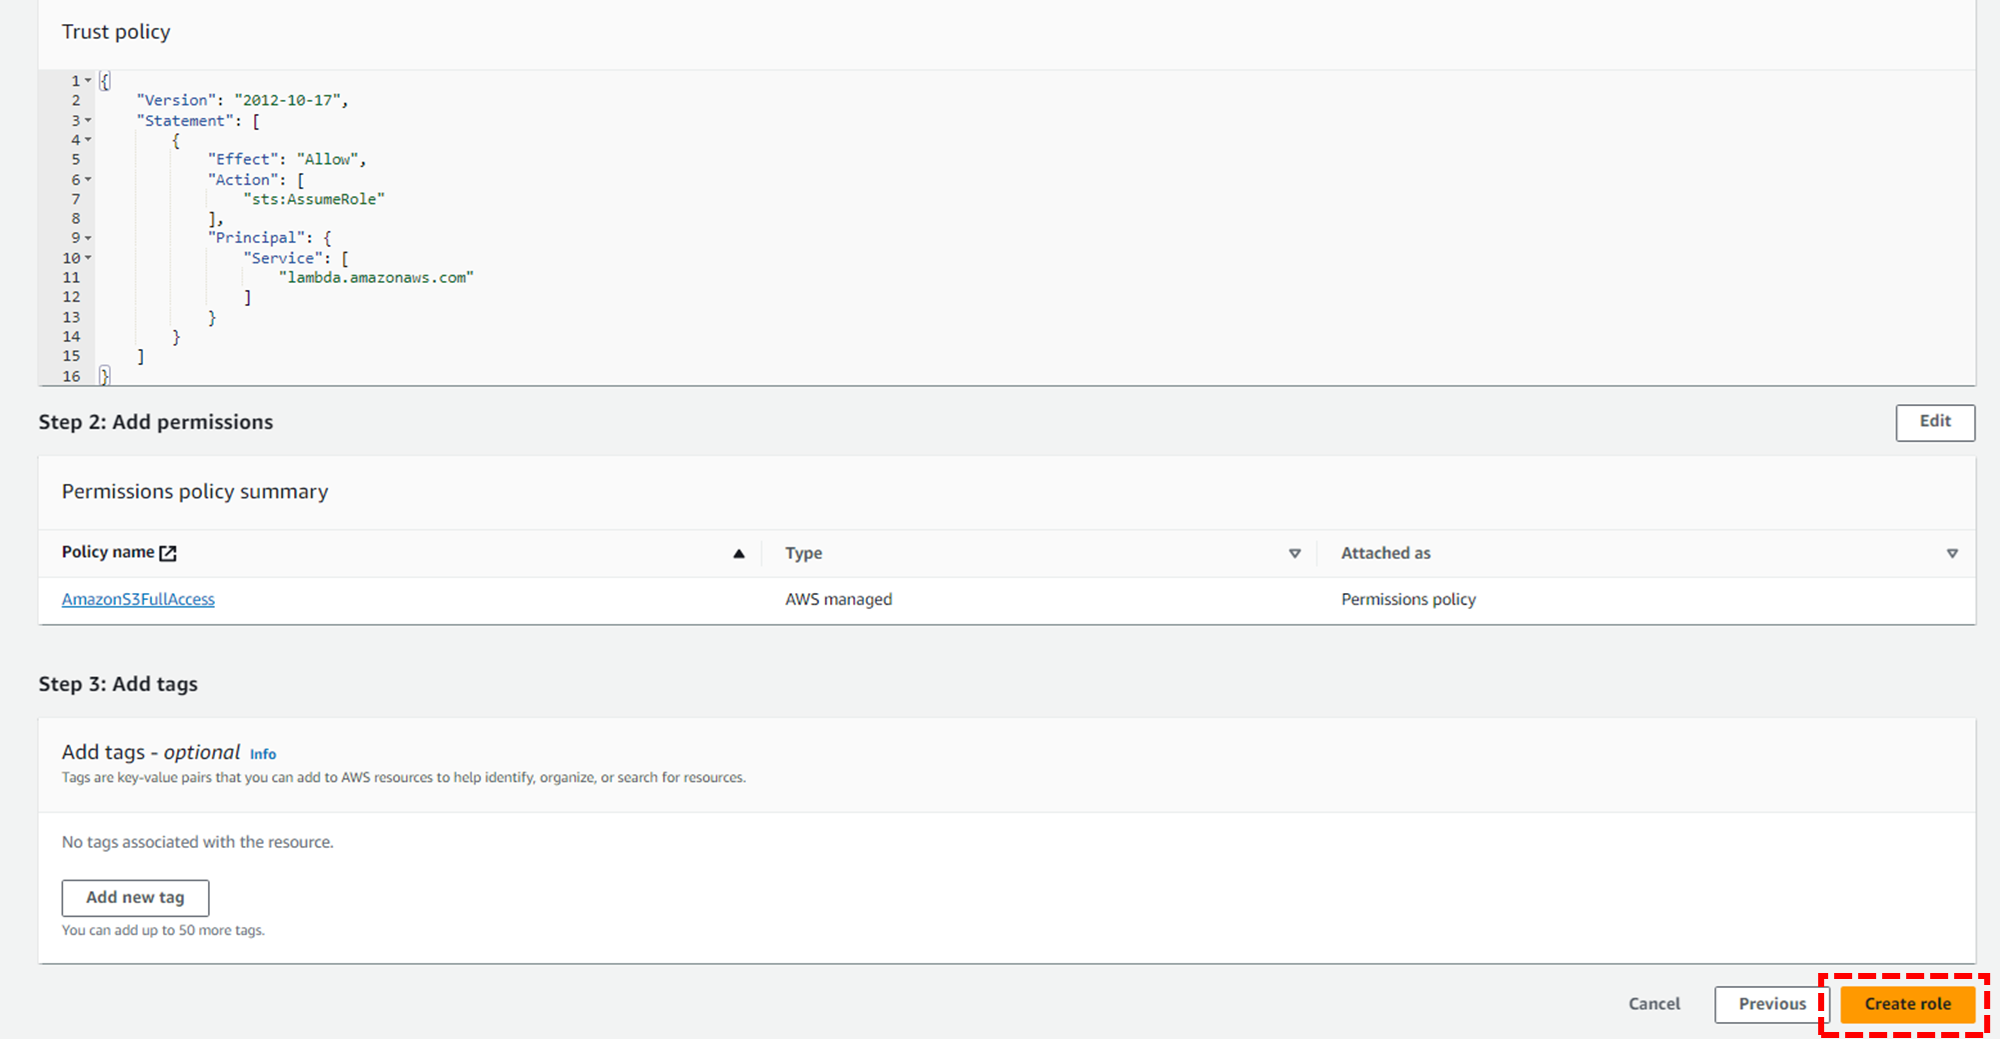 Trust policy
1 {
2 "Version": "2012-10-17",
3 "Statement": [
4 {
5 "Effect": "Allow",
6 "Action": [
7 "sts:AssumeRole"
8 ],
9 "Principal": {
10 "Service": [
11 "lambda.amazonaws.com"
12 ]
13 }
14 }
15 ]
16 }
Step 2: Add permissions
Edit
Permissions policy summary
Policy name Type Attached as
AmazonS3FullAccess AWS managed Permissions policy
Step 3: Add tags
Add tags - optional Info
Tags are key-value pairs that you can add to AWS resources to help identify, organize, or search for resources.
No tags associated with the resource.
Add new tag
You can add up to 50 more tags.
Cancel Previous Create role